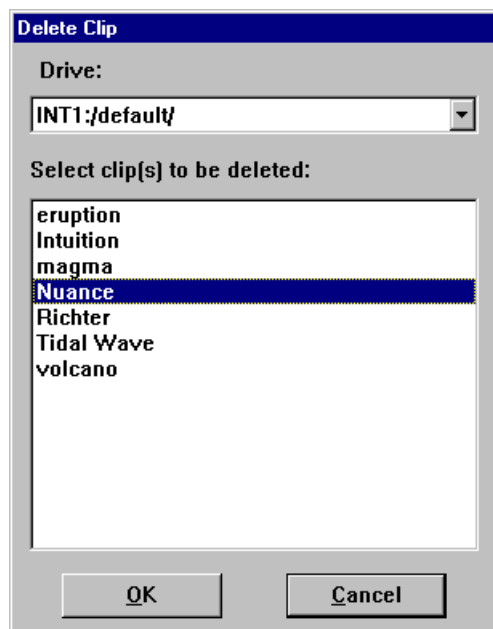 Delete Clip
Drive:
INT1:/default/
Select clip(s) to be deleted:
eruption
Intuition
magma
Nuance
Richter
Tidal Wave
volcano
OK
Cancel